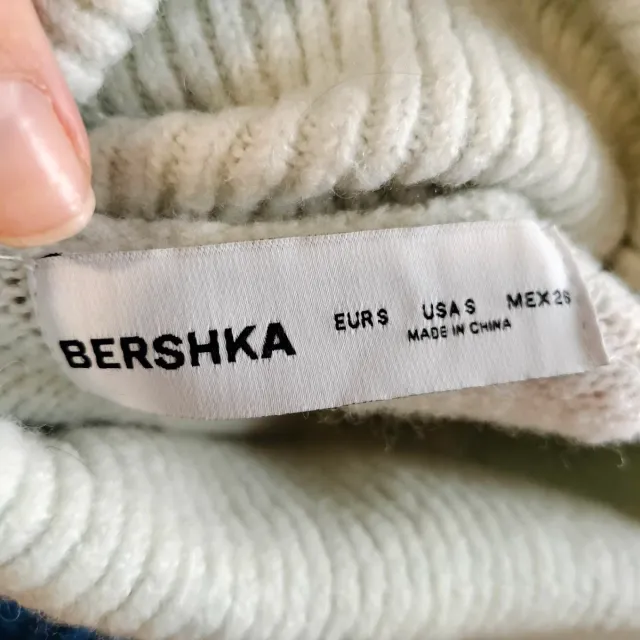 BERSHKA
EUR S USA S MEX 26
MADE IN CHINA